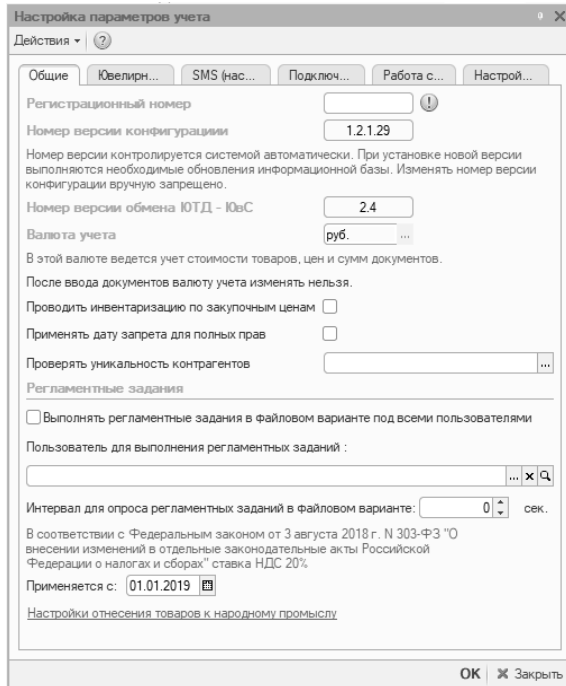 Настройка параметров учета
Действия
Общие Ювелирн... SMS (нас... Подключ... Работа с... Настрой...
Регистрационный номер
Номер версии конфигурациии 1.2.1.29
Номер версии контролируется системой автоматически. При установке новой версии
выполняются необходимые обновления информационной базы. Изменять номер версии
конфигурации вручную запрещено.
Номер версии обмена ЮТД - ЮвС 2.4
Валюта учета руб. ...
В этой валюте ведется учет стоимости товаров, цен и сумм документов.
После ввода документов валюту учета изменять нельзя.
Проводить инвентаризацию по закупочным ценам
Применять дату запрета для полных прав
Проверять уникальность контрагентов ...
Регламентные задания
Выполнять регламентные задания в файловом варианте под всеми пользователями
Пользователь для выполнения регламентных заданий :
... x
Интервал для опроса регламентных заданий в файловом варианте: 0 сек.
В соответствии с Федеральным законом от 3 августа 2018 г. N 303-ФЗ "О
внесении изменений в отдельные законодательные акты Российской
Федерации о налогах и сборах" ставка НДС 20%
Применяется с: 01.01.2019
Настройки отнесения товаров к народному промыслу
OK Закрыть